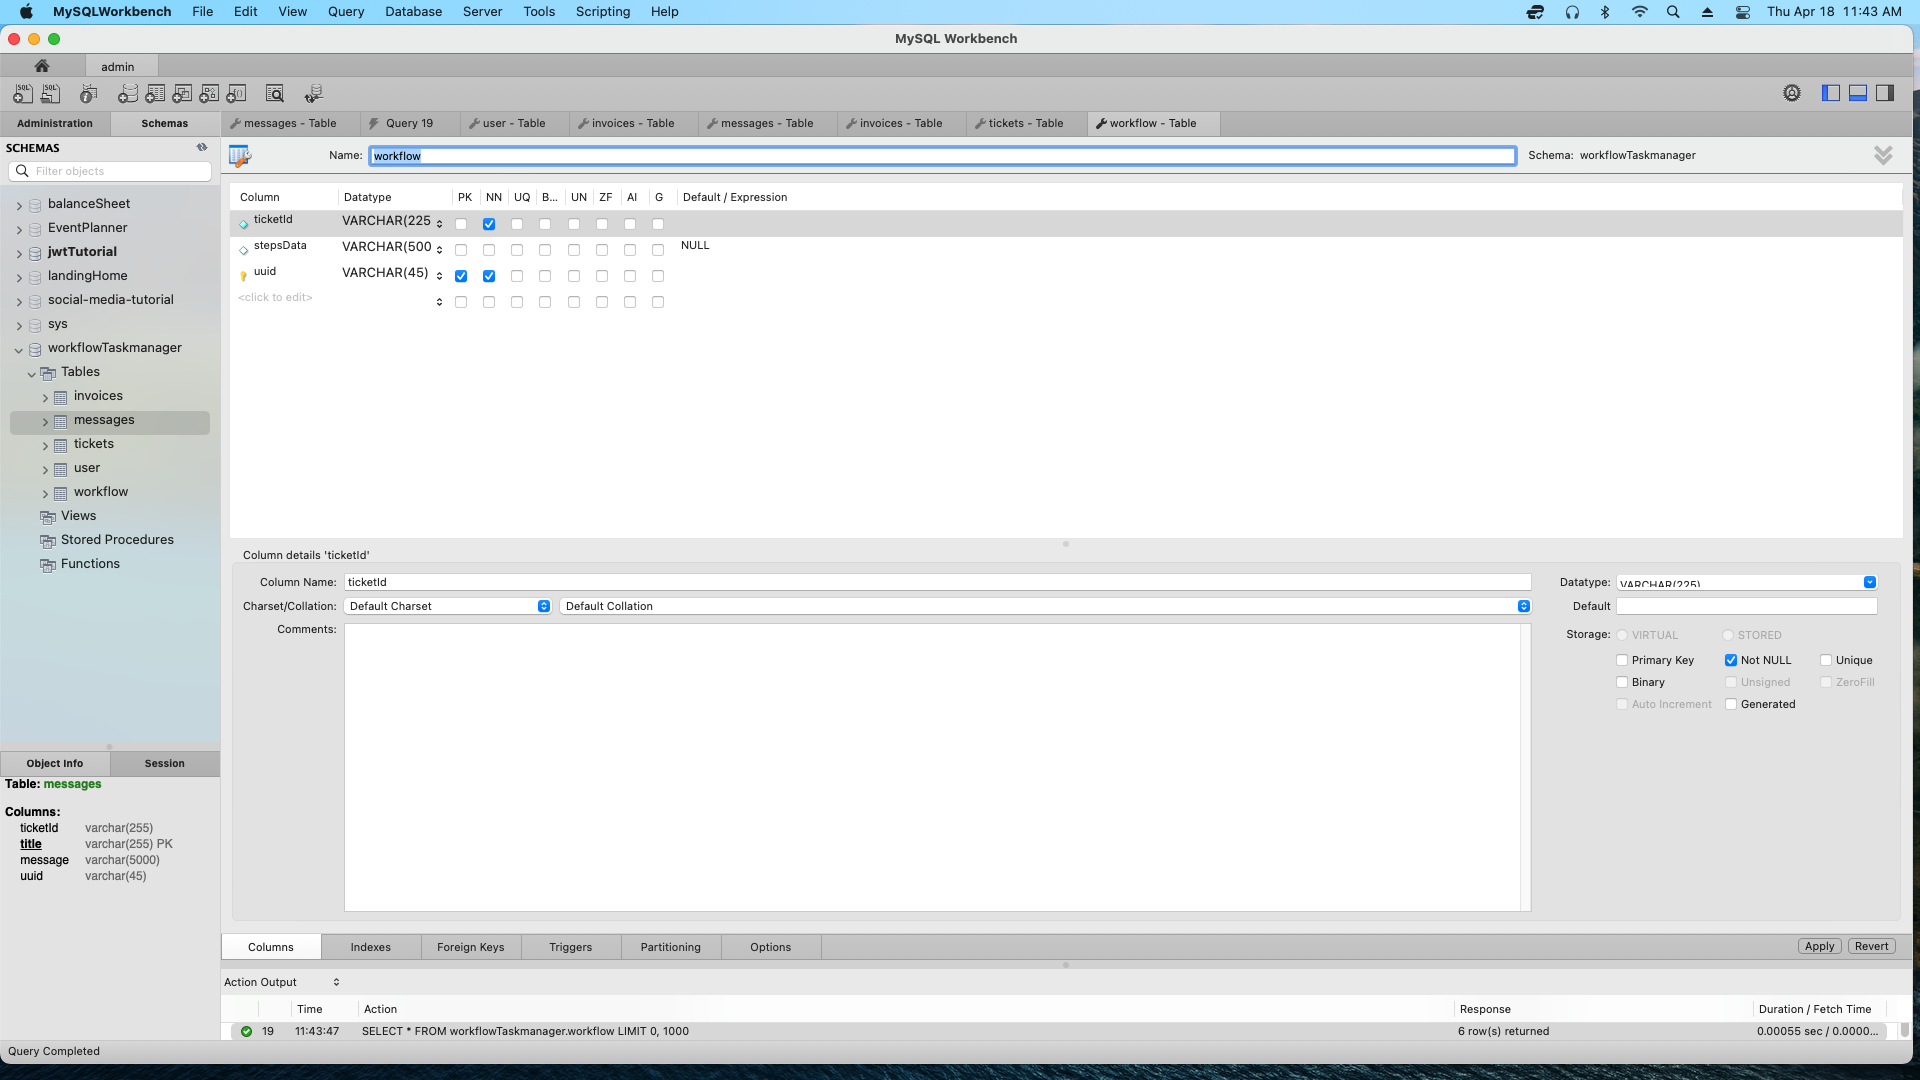 MySQLWorkbench File Edit View Query Database Server Tools Scripting Help Thu Apr 18 11:43 AM
MySQL Workbench
admin
Administration Schemas messages - Table Query 19 user - Table invoices - Table messages - Table invoices - Table tickets - Table workflow - Table
SCHEMAS
Name: workflow Schema: workflowTaskmanager
Filter objects
Column Datatype PK NN UQ B... UN ZF AI G Default / Expression
ticketId VARCHAR(225
stepsData VARCHAR(500 NULL
uuid VARCHAR(45)
<click to edit>
balanceSheet
EventPlanner
jwtTutorial
landingHome
social-media-tutorial
sys
workflowTaskmanager
Tables
invoices
messages
tickets
user
workflow
Views
Stored Procedures
Functions
Column details 'ticketId'
Column Name: ticketId Datatype: VARCHAR(225)
Charset/Collation: Default Charset Default Collation Default
Comments: Storage: VIRTUAL STORED
Primary Key Not NULL Unique
Binary Unsigned ZeroFill
Auto Increment Generated
Object Info Session
Table: messages
Columns:
ticketId varchar(255)
title varchar(255) PK
message varchar(5000)
uuid varchar(45)
Columns Indexes Foreign Keys Triggers Partitioning Options Apply Revert
Action Output
Time Action Response Duration / Fetch Time
19 11:43:47 SELECT * FROM workflowTaskmanager.workflow LIMIT 0, 1000 6 row(s) returned 0.00055 sec / 0.0000...
Query Completed